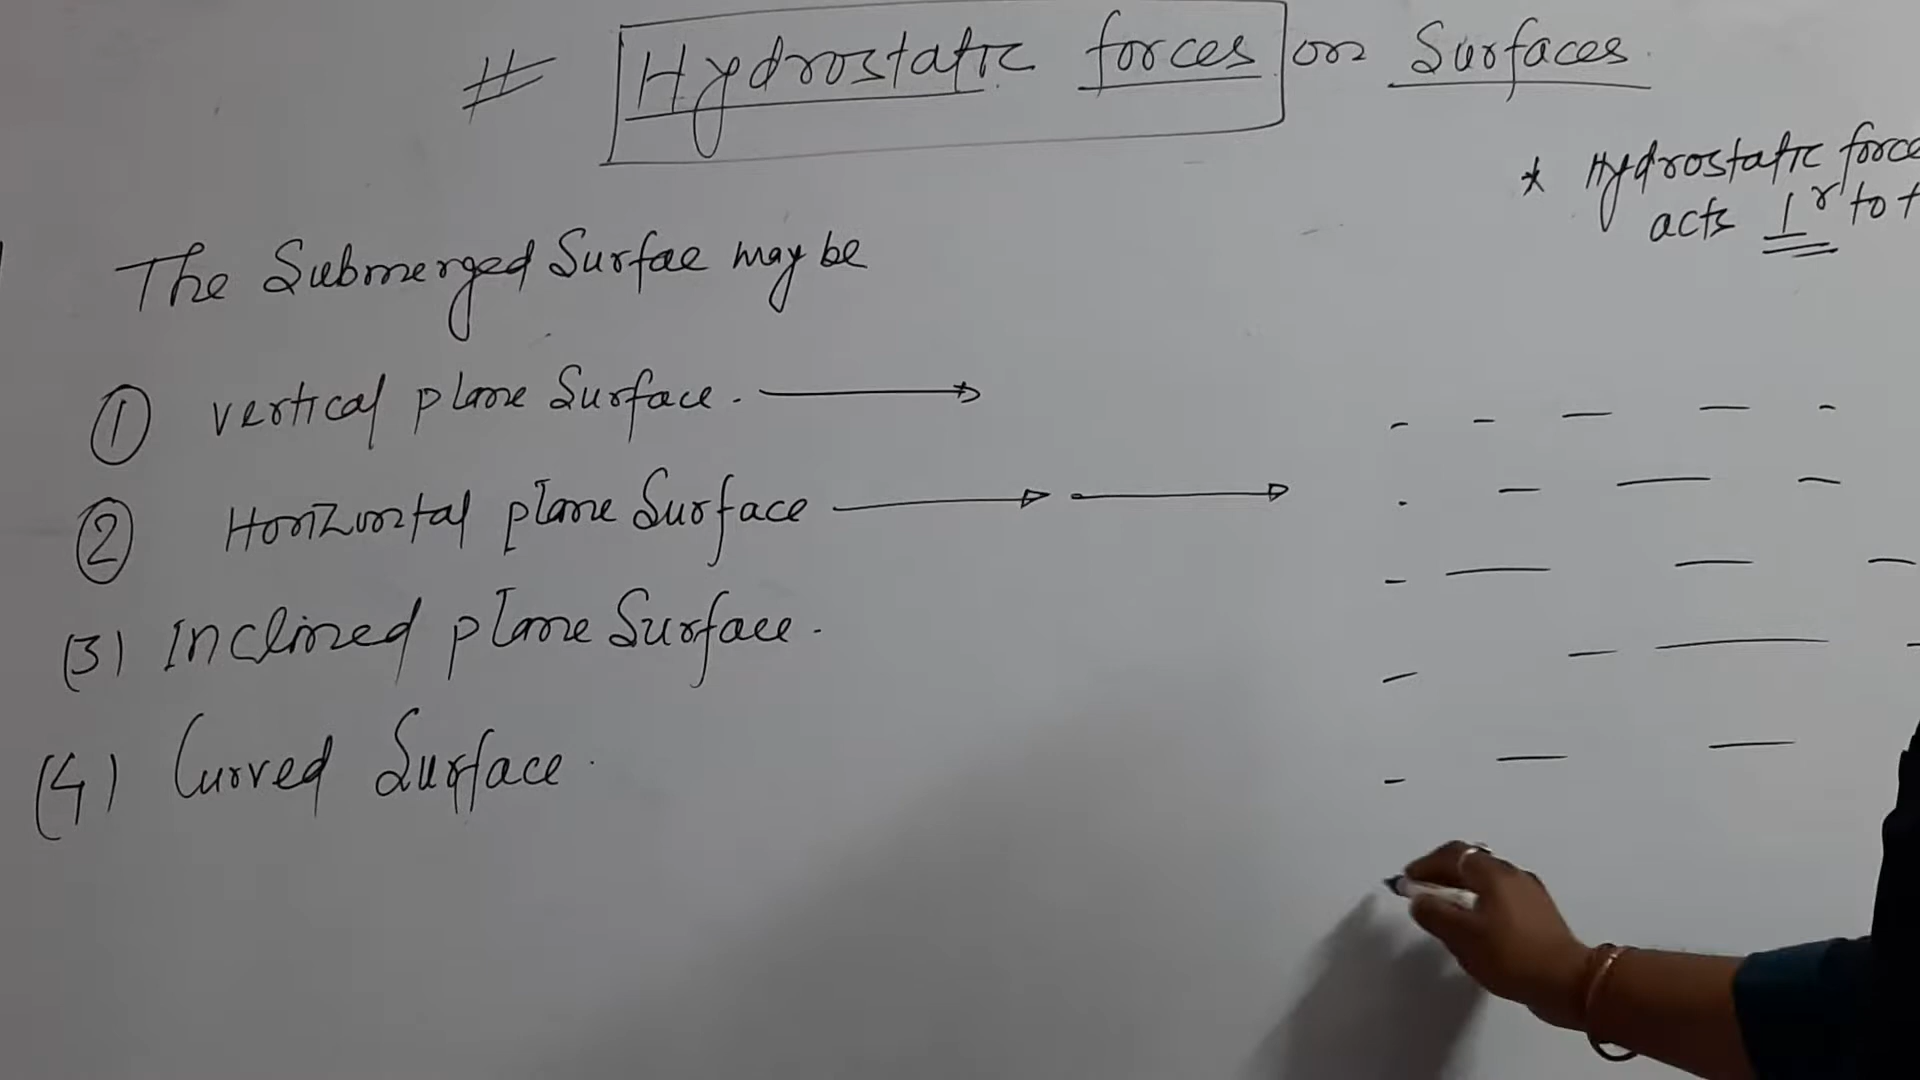 # Hydrostatic forces on Surfaces.
* Hydrostatic force
acts ⊥r to t
The Submerged Surface may be
① vertical plane Surface. →
② Horizontal plane Surface → →
(3) Inclined plane Surface.
(4) Curved Surface.